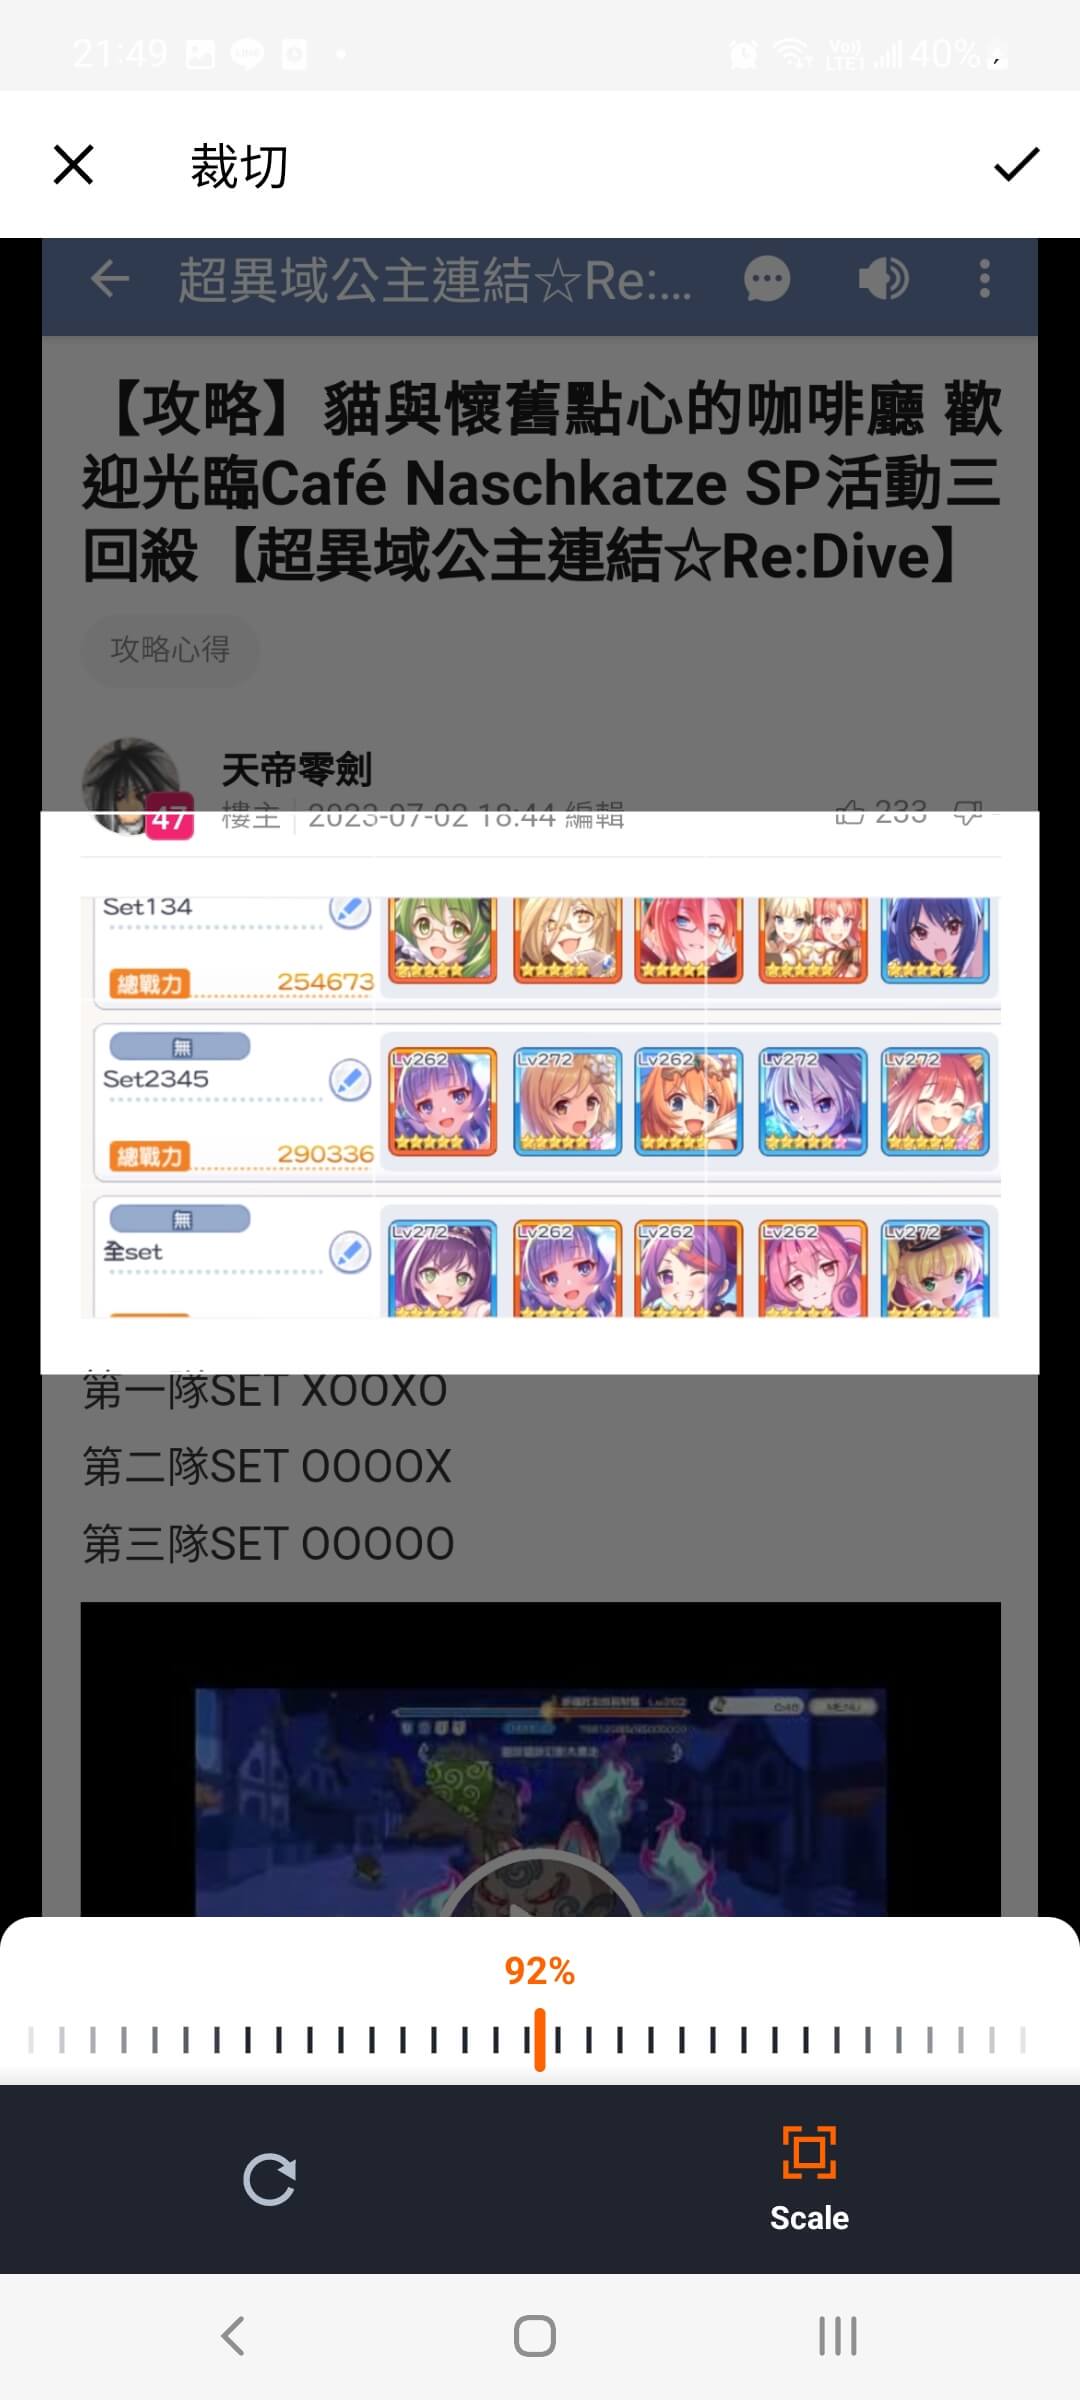 21:49
Vo)) LTE1 40%
裁切
超異域公主連結☆Re:...
【攻略】貓與懷舊點心的咖啡廳 歡
迎光臨Café Naschkatze SP活動三
回殺【超異域公主連結☆Re:Dive】
攻略心得
天帝零劍
47
樓主 2023-07-02 18:44 編輯 233 -
Set134
總戰力 254673
無
Set2345
Lv262 Lv272 Lv262 Lv272 Lv272
總戰力 290336
無
全set
Lv272 Lv262 Lv262 Lv262 Lv272
第一隊SET XOOXO
第二隊SET OOOOX
第三隊SET OOOOO
MENU
92%
Scale